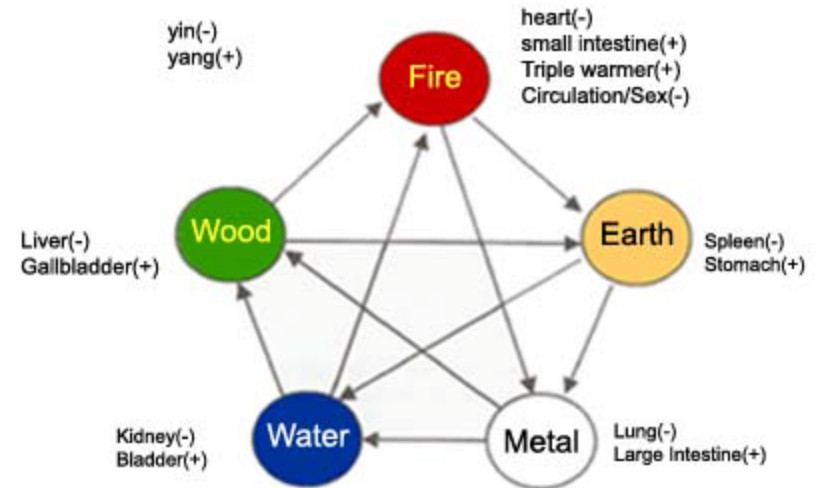 yin(-)
yang(+)
heart(-)
small intestine(+)
Triple warmer(+)
Circulation/Sex(-)
Fire
Wood
Earth
Liver(-)
Gallbladder(+)
Spleen(-)
Stomach(+)
Water
Metal
Kidney(-)
Bladder(+)
Lung(-)
Large Intestine(+)